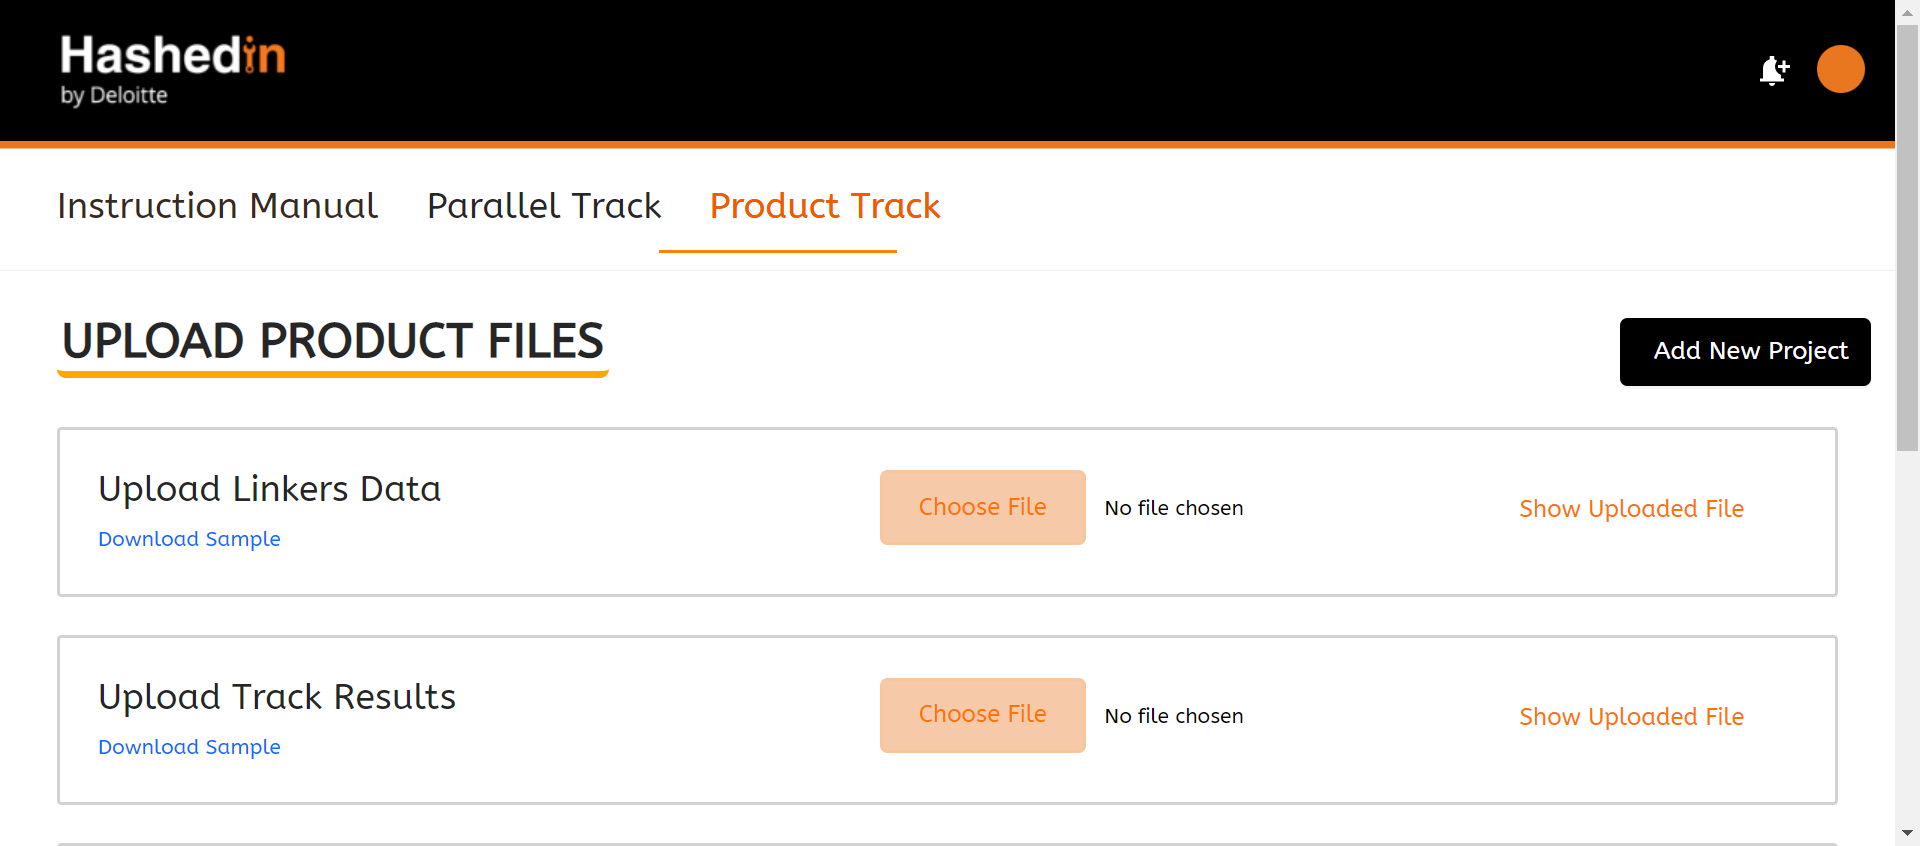 Hashedin
by Deloitte
Instruction Manual
Parallel Track
Product Track
UPLOAD PRODUCT FILES
Add New Project
Upload Linkers Data
Choose File
No file chosen
Show Uploaded File
Download Sample
Upload Track Results
Choose File
No file chosen
Show Uploaded File
Download Sample